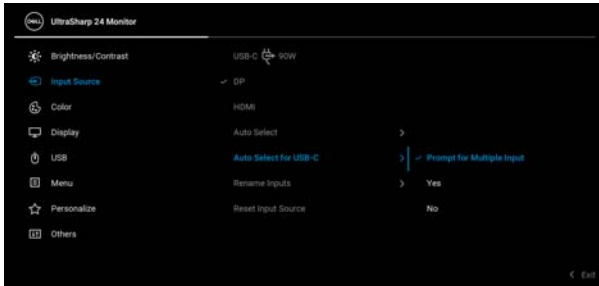 DELL UltraSharp 24 Monitor
Brightness/Contrast
USB-C 90W
Input Source
DP
Color
HDMI
Display
Auto Select
USB
Auto Select for USB-C
Prompt for Multiple Input
Menu
Rename Inputs
Yes
Personalize
Reset Input Source
No
Others
Exit